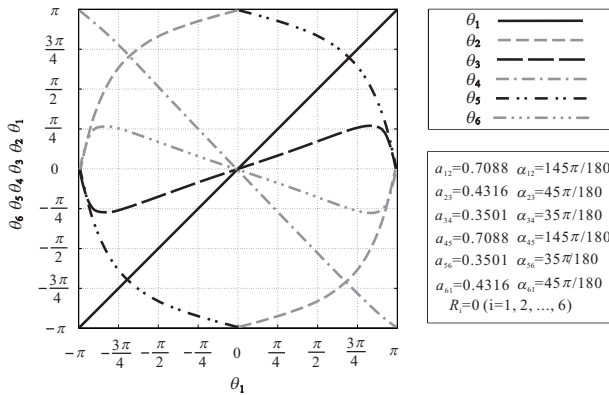 π
3π/4
π/2
π/4
0
−π/4
−π/2
−3π/4
−π
θ6 θ5 θ4 θ3 θ2 θ1
−π −3π/4 −π/2 −π/4 0 π/4 π/2 3π/4 π
θ1
θ1
θ2
θ3
θ4
θ5
θ6
a12=0.7088 α12=145π/180
a23=0.4316 α23=45π/180
a34=0.3501 α34=35π/180
a45=0.7088 α45=145π/180
a56=0.3501 α56=35π/180
a61=0.4316 α61=45π/180
Ri=0 (i=1, 2, ..., 6)